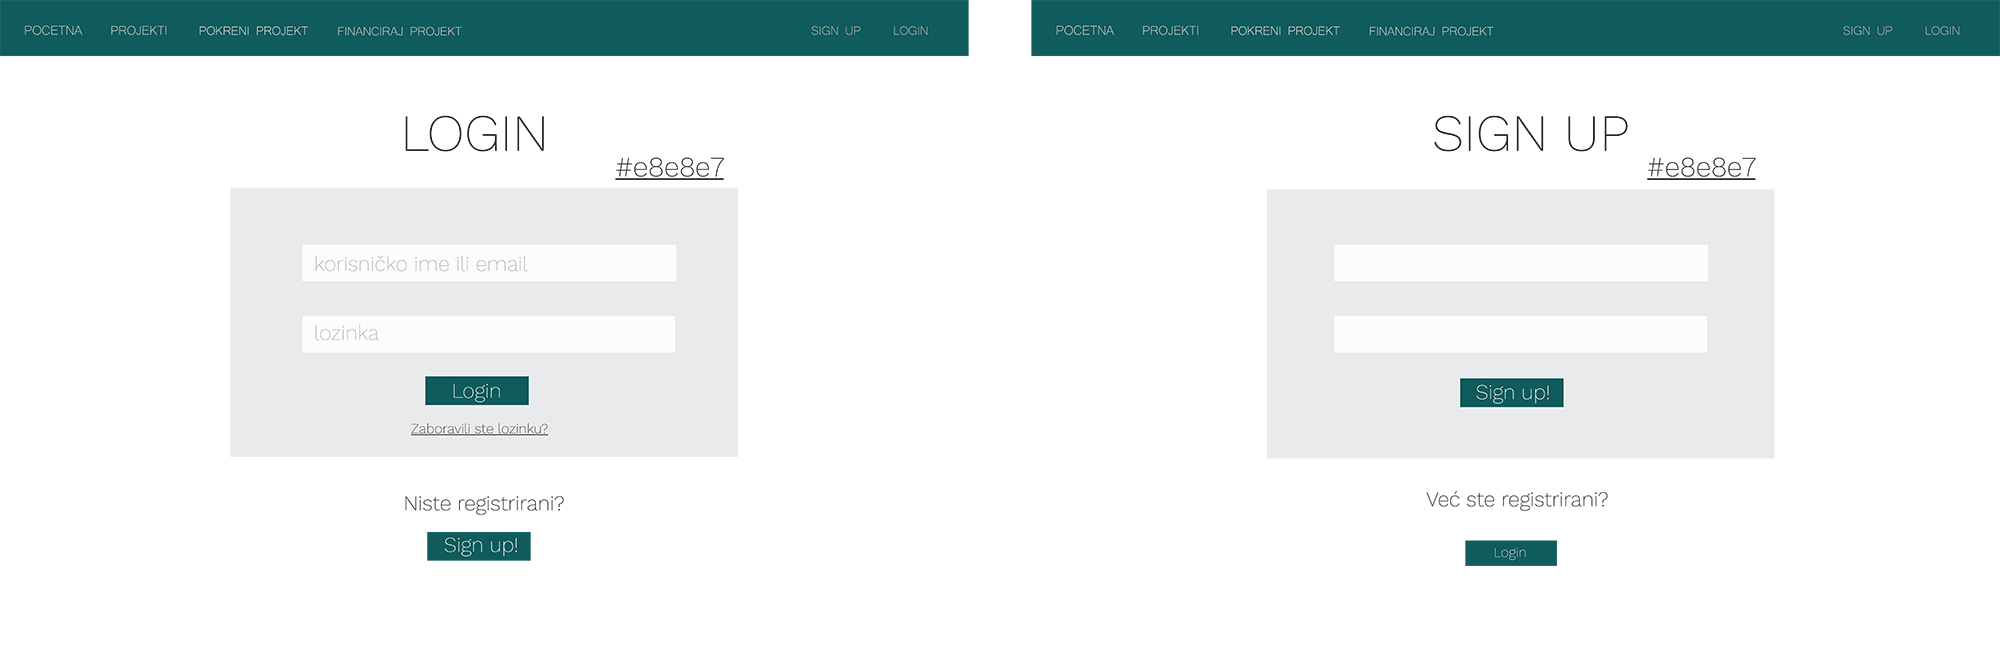 POCETNA PROJEKTI POKRENI PROJEKT FINANCIRAJ PROJEKT SIGN UP LOGIN
LOGIN
#e8e8e7
korisničko ime ili email
lozinka
Login
Zaboravili ste lozinku?
Niste registrirani?
Sign up!
POCETNA PROJEKTI POKRENI PROJEKT FINANCIRAJ PROJEKT SIGN UP LOGIN
SIGN UP
#e8e8e7
Sign up!
Već ste registrirani?
Login